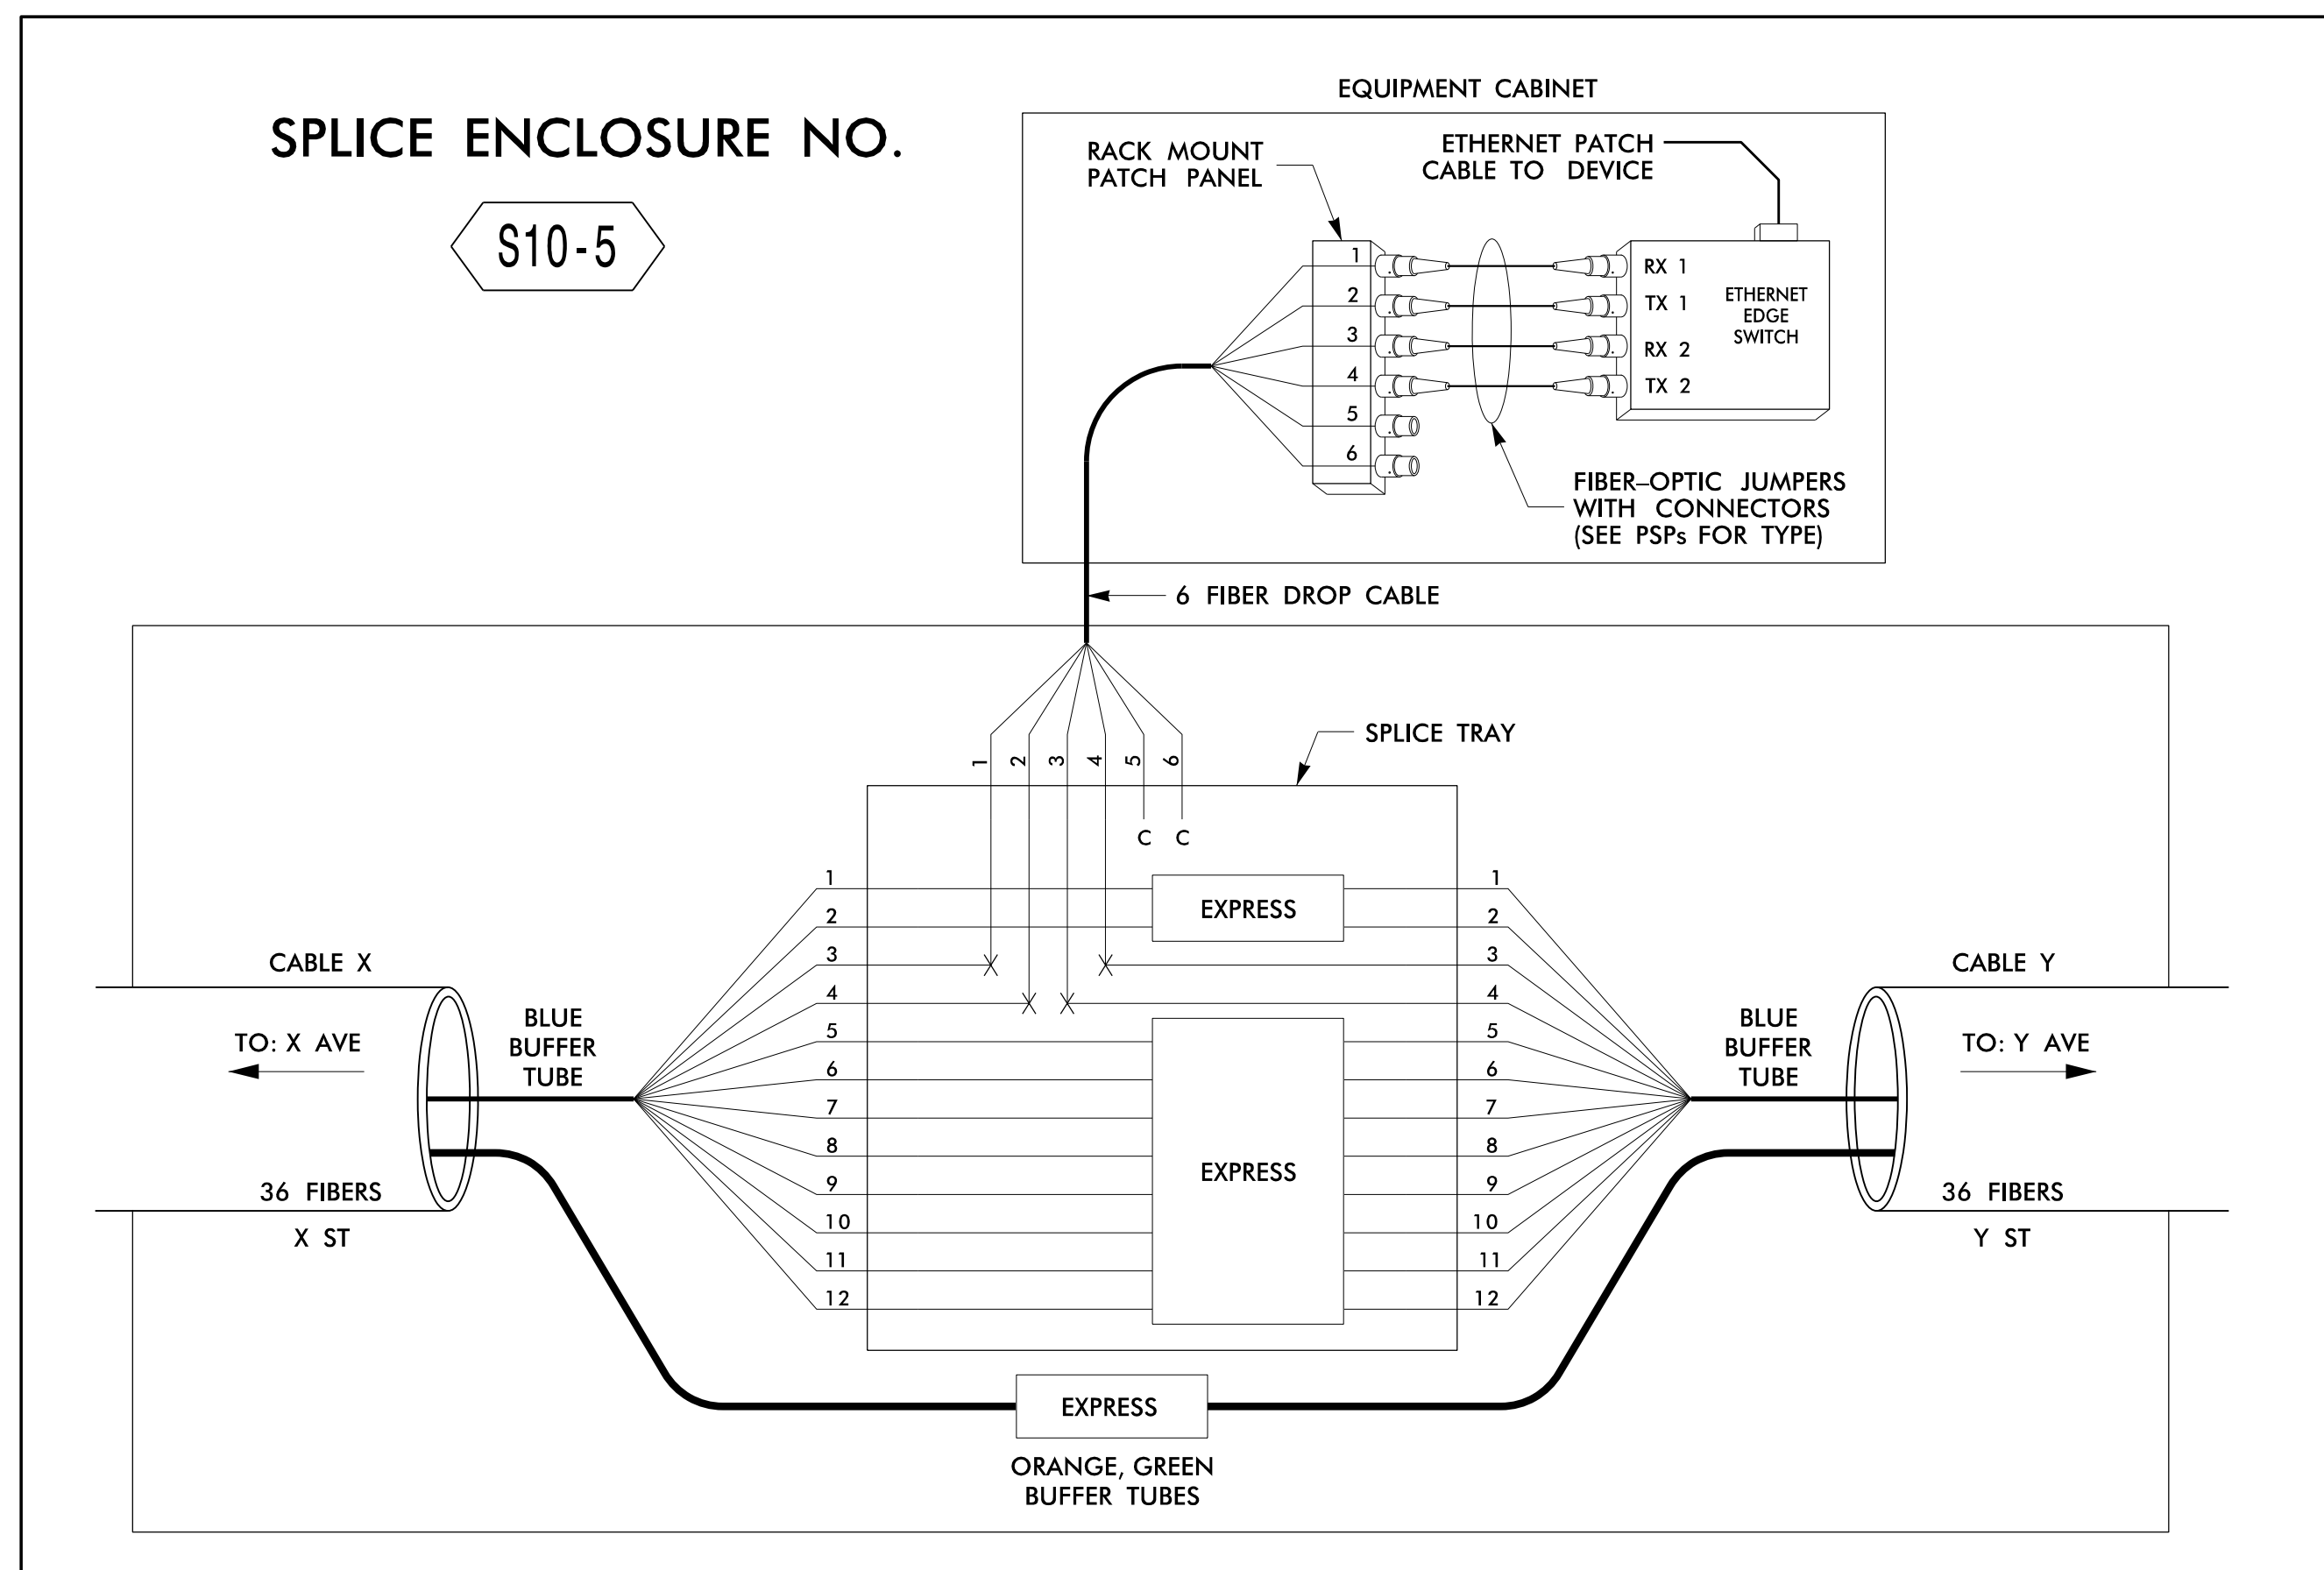 SPLICE ENCLOSURE NO.
S10-5
EQUIPMENT CABINET
RACK MOUNT
PATCH PANEL
ETHERNET PATCH
CABLE TO DEVICE
1
2
3
4
5
6
RX 1
TX 1
RX 2
TX 2
ETHERNET
EDGE
SWITCH
FIBER–OPTIC JUMPERS
WITH CONNECTORS
(SEE PSPs FOR TYPE)
6 FIBER DROP CABLE
SPLICE TRAY
1 2 3 4 5 6
C C
EXPRESS
1
2
3
4
5
6
7
8
9
10
11
12
1
2
3
4
5
6
7
8
9
10
11
12
EXPRESS
CABLE X
TO: X AVE
36 FIBERS
X ST
BLUE
BUFFER
TUBE
BLUE
BUFFER
TUBE
CABLE Y
TO: Y AVE
36 FIBERS
Y ST
EXPRESS
ORANGE, GREEN
BUFFER TUBES